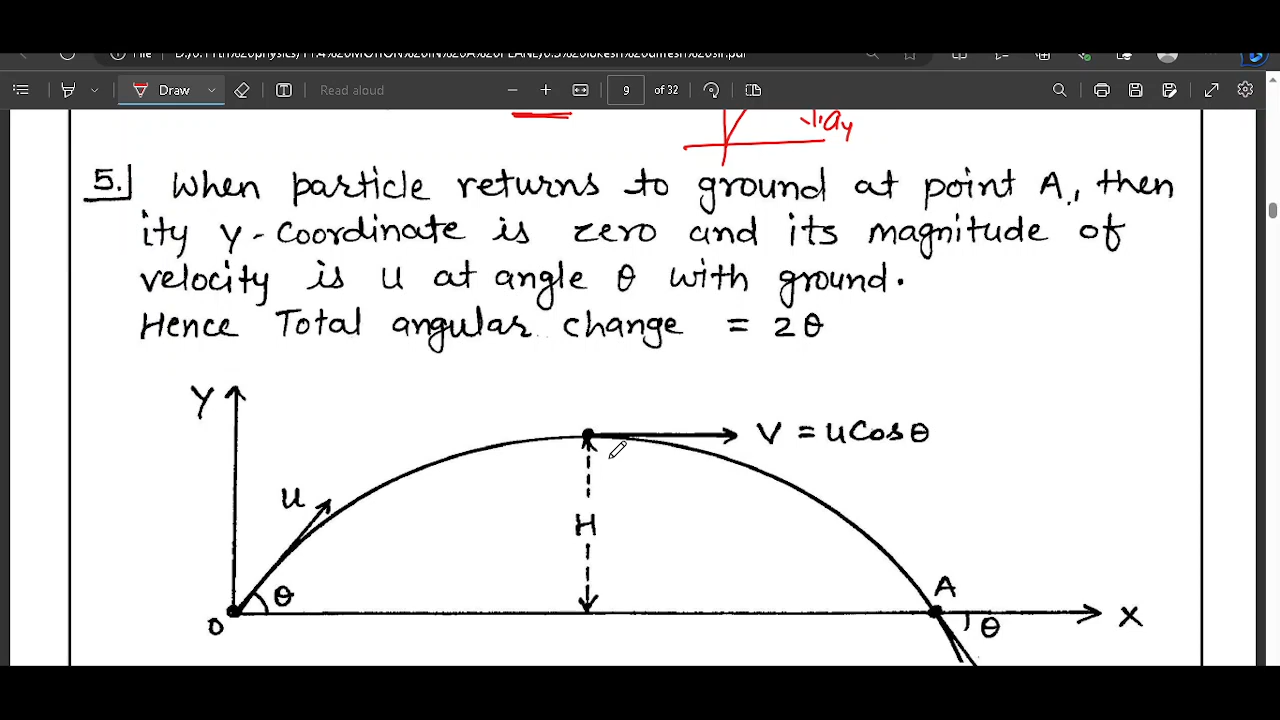 Draw
Read aloud
9 of 32
5. When particle returns to ground at point A, then
ity y-coordinate is zero and its magnitude of
velocity is u at angle θ with ground.
Hence Total angular change = 2θ
Y
V = uCosθ
u
H
θ
A
O
X
θ